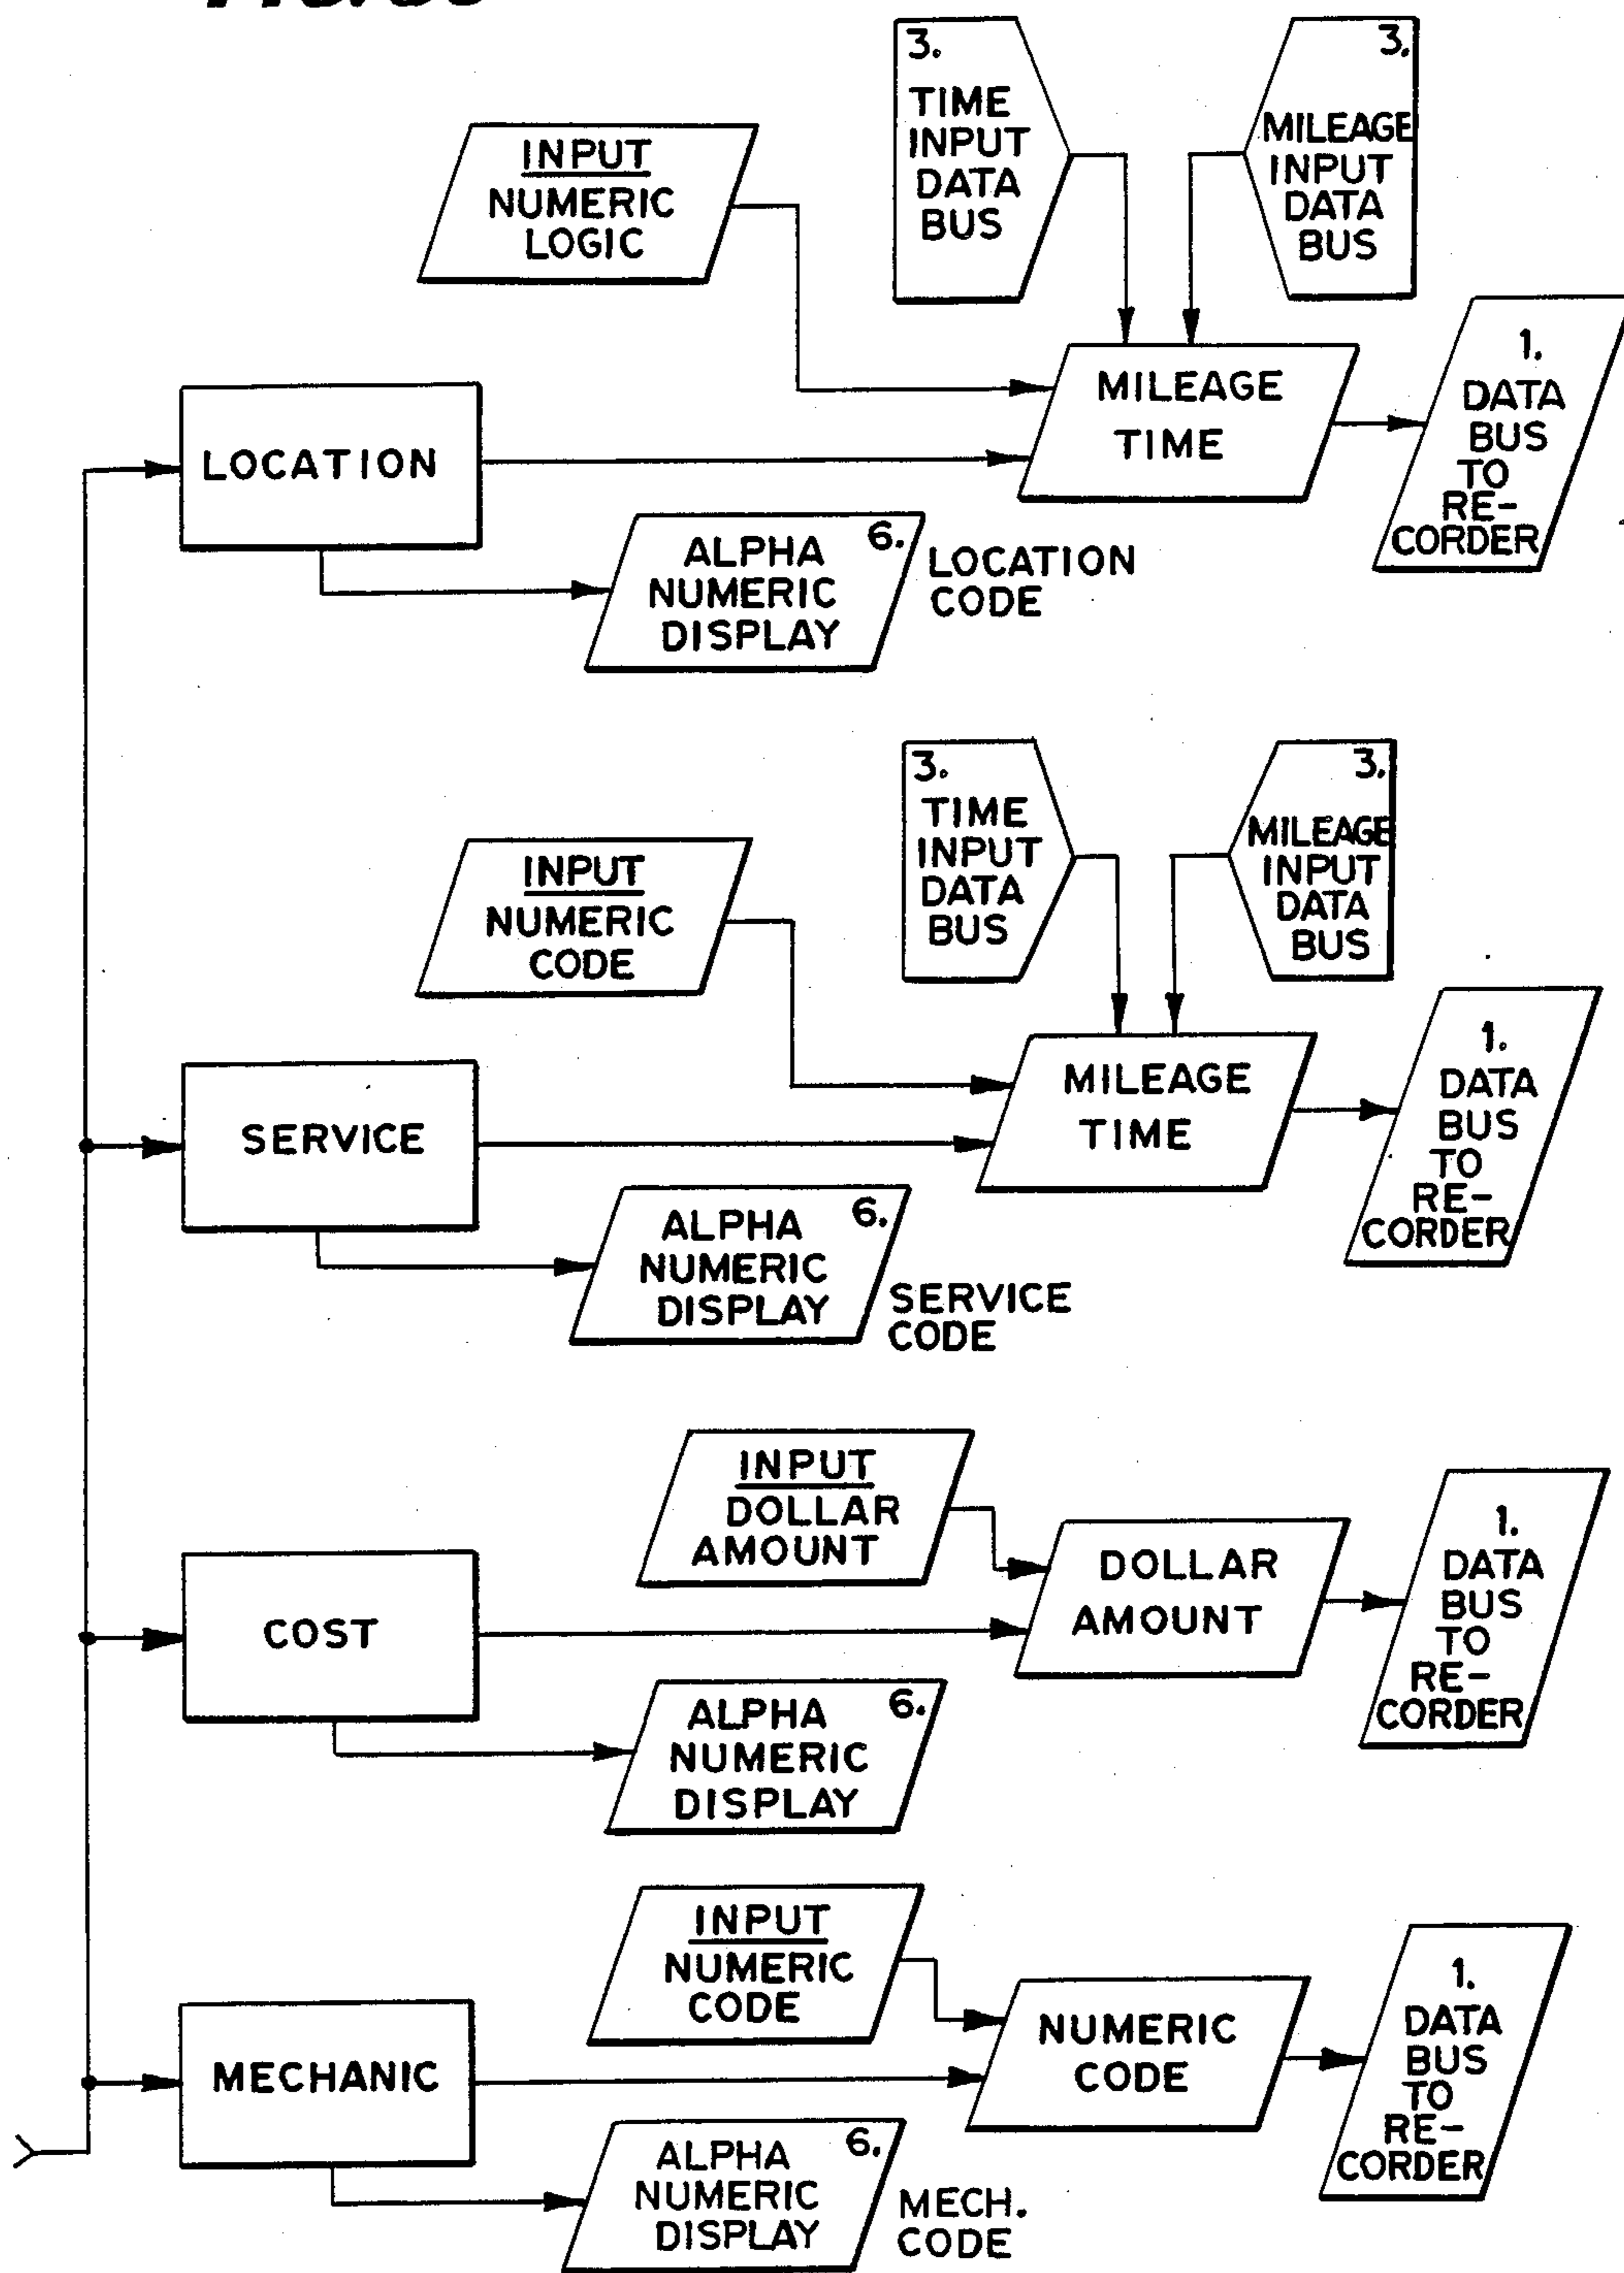 3.
TIME
INPUT
DATA
BUS
3.
MILEAGE
INPUT
DATA
BUS
INPUT
NUMERIC
LOGIC
MILEAGE
TIME
1.
DATA
BUS
TO
RE-
CORDER
LOCATION
ALPHA 6.
NUMERIC
DISPLAY
LOCATION
CODE
3.
TIME
INPUT
DATA
BUS
3.
MILEAGE
INPUT
DATA
BUS
INPUT
NUMERIC
CODE
MILEAGE
TIME
1.
DATA
BUS
TO
RE-
CORDER
SERVICE
ALPHA 6.
NUMERIC
DISPLAY
SERVICE
CODE
INPUT
DOLLAR
AMOUNT
DOLLAR
AMOUNT
1.
DATA
BUS
TO
RE-
CORDER
COST
ALPHA 6.
NUMERIC
DISPLAY
INPUT
NUMERIC
CODE
NUMERIC
CODE
1.
DATA
BUS
TO
RE-
CORDER
MECHANIC
ALPHA 6.
NUMERIC
DISPLAY
MECH.
CODE